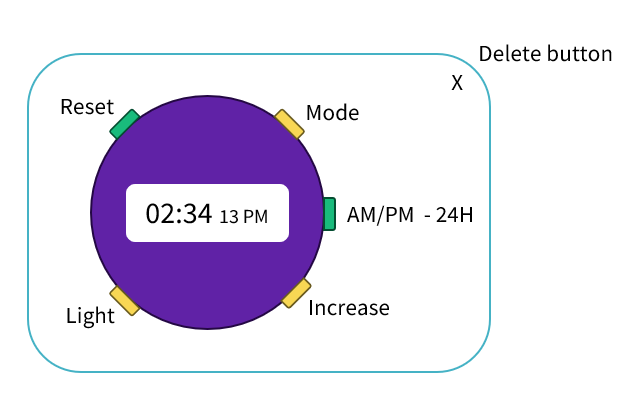 Delete button
X
Reset
Mode
02:34 13 PM
AM/PM - 24H
Light
Increase